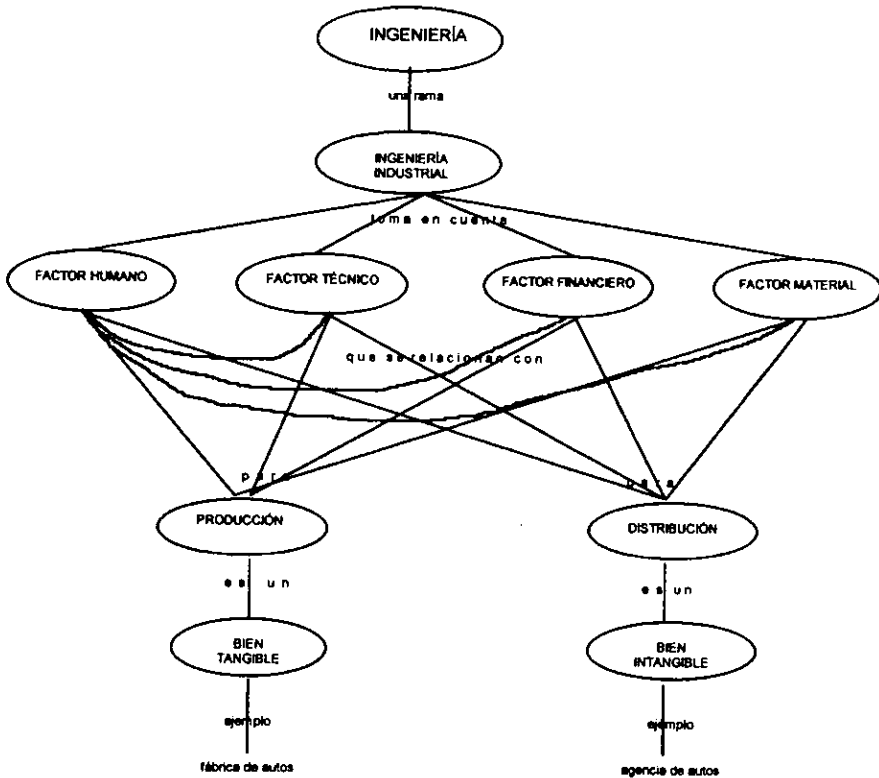 INGENIERÍA
una rama
INGENIERÍA
INDUSTRIAL
toma en cuenta
FACTOR HUMANO
FACTOR TÉCNICO
FACTOR FINANCIERO
FACTOR MATERIAL
que se relacionan con
para
para
PRODUCCIÓN
DISTRIBUCIÓN
es un
es un
BIEN
TANGIBLE
BIEN
INTANGIBLE
ejemplo
ejemplo
fábrica de autos
agencia de autos